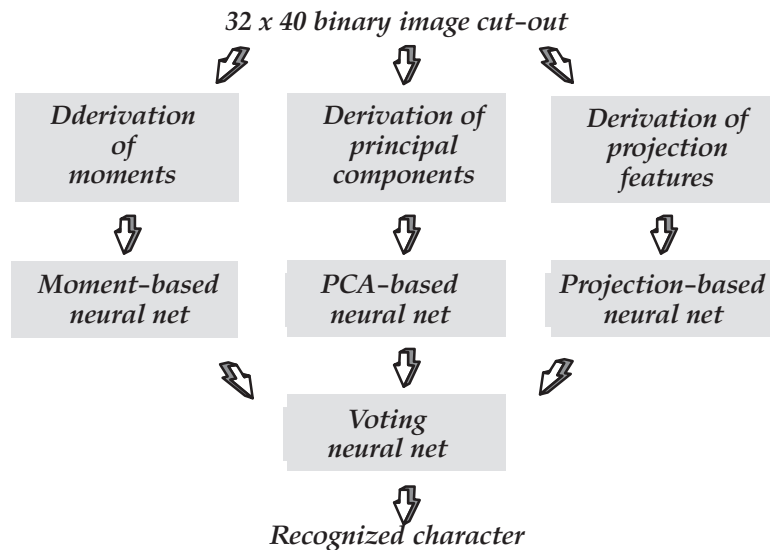 32 x 40 binary image cut-out
Dderivation
of
moments
Derivation of
principal
components
Derivation of
projection
features
Moment-based
neural net
PCA-based
neural net
Projection-based
neural net
Voting
neural net
Recognized character